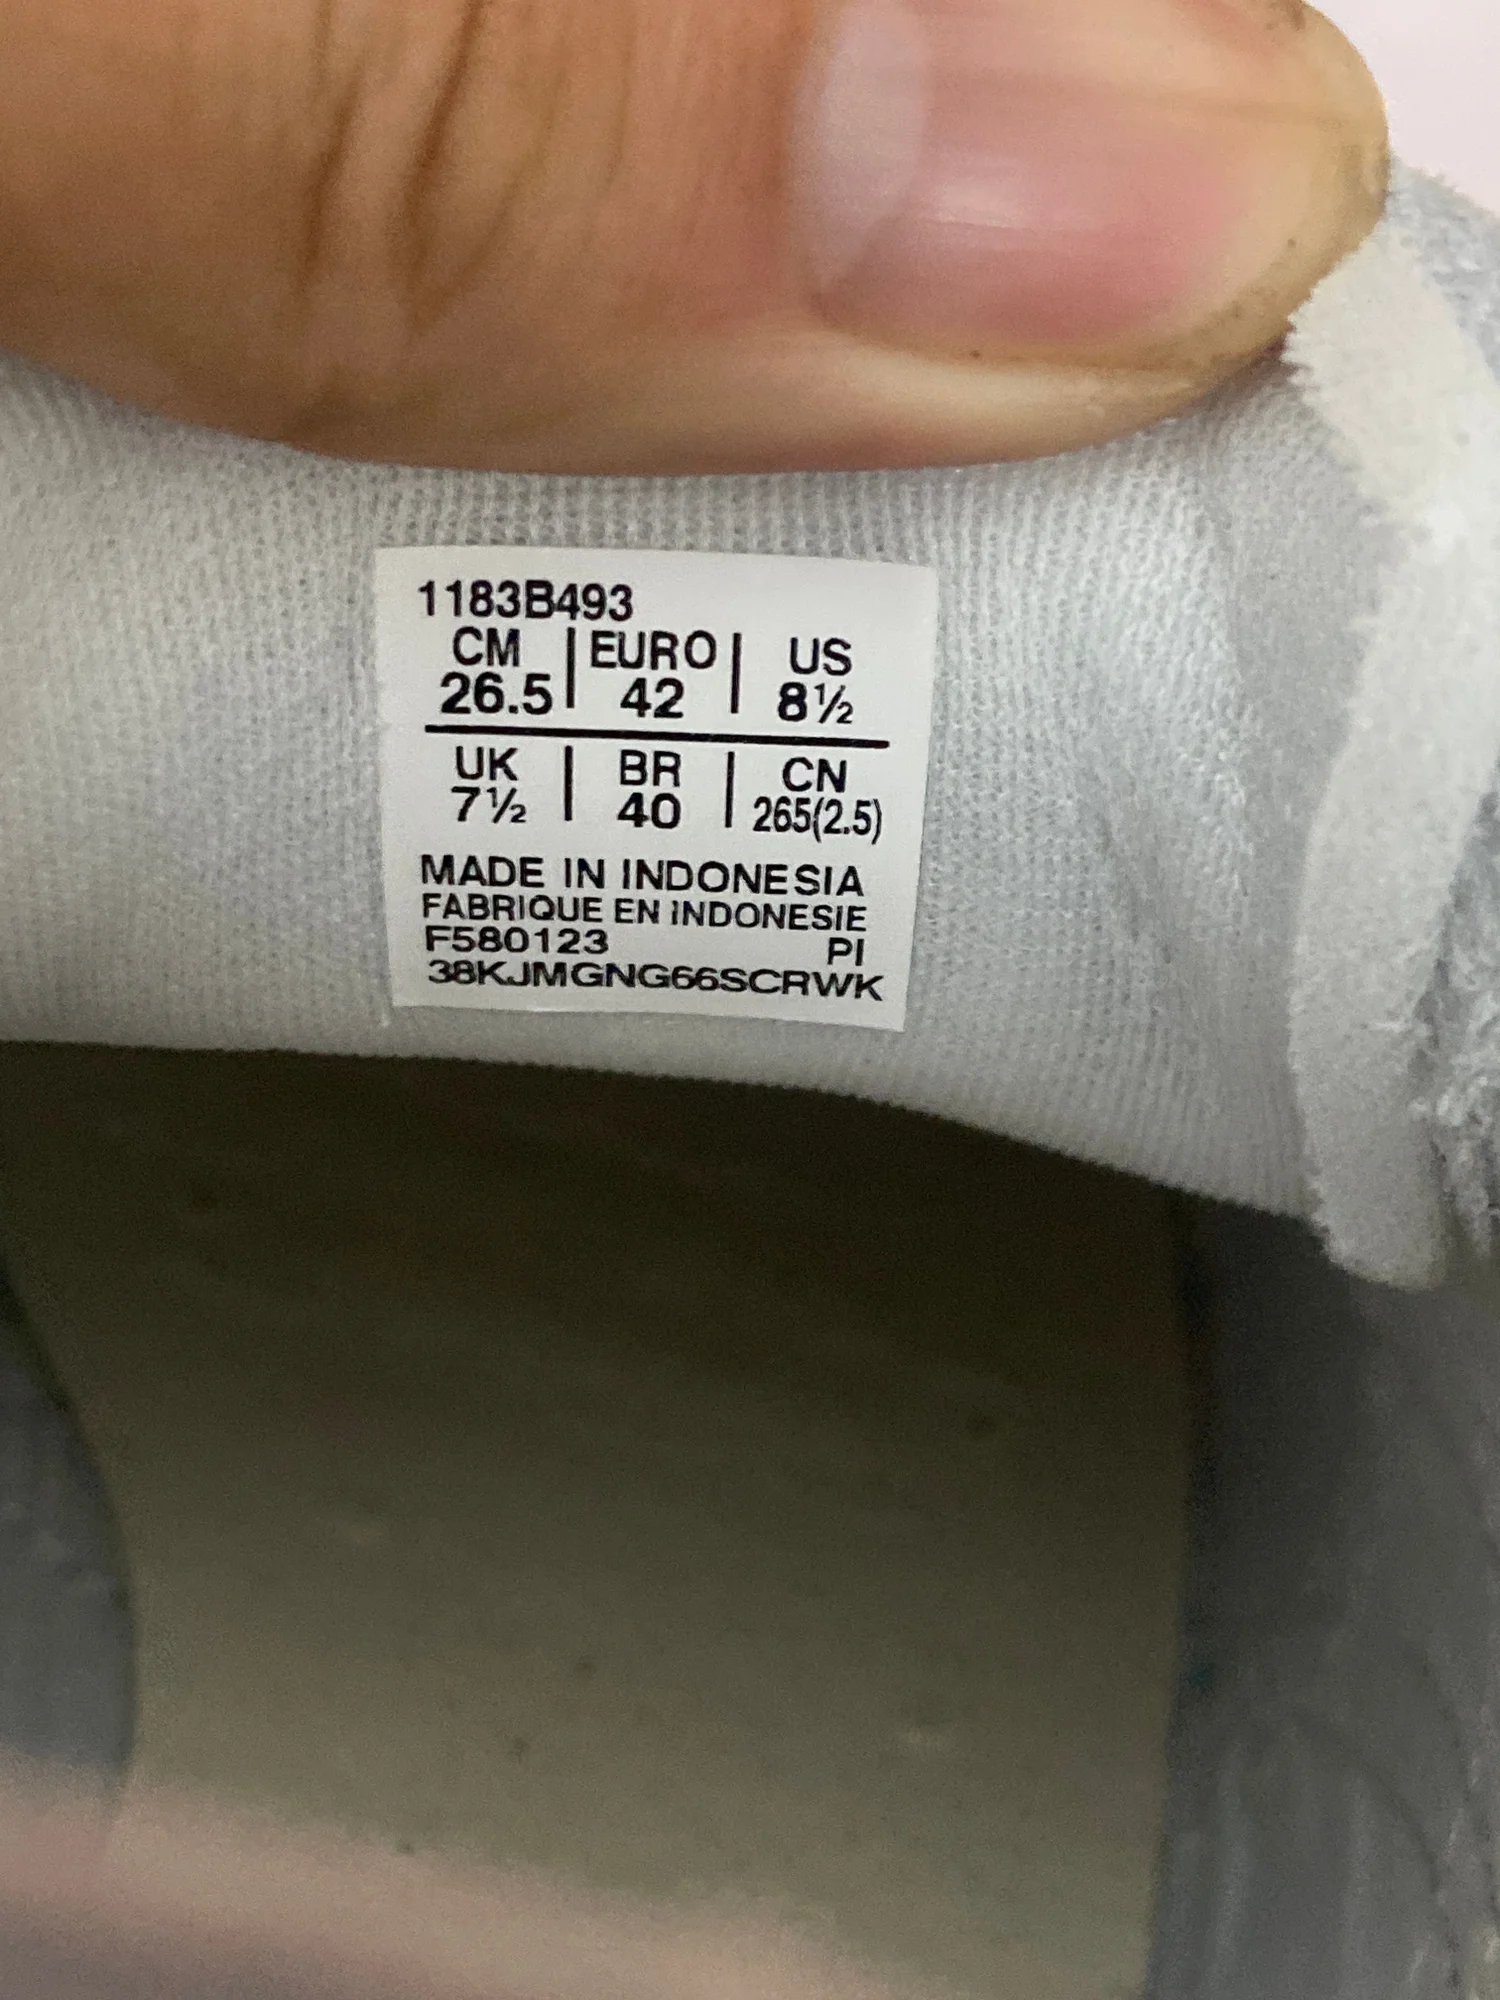 1183B493
CM | EURO | US
26.5 | 42 | 8½
UK | BR | CN
7½ | 40 | 265(2.5)
MADE IN INDONESIA
FABRIQUE EN INDONESIE
F580123 PI
38KJMGNG66SCRWK